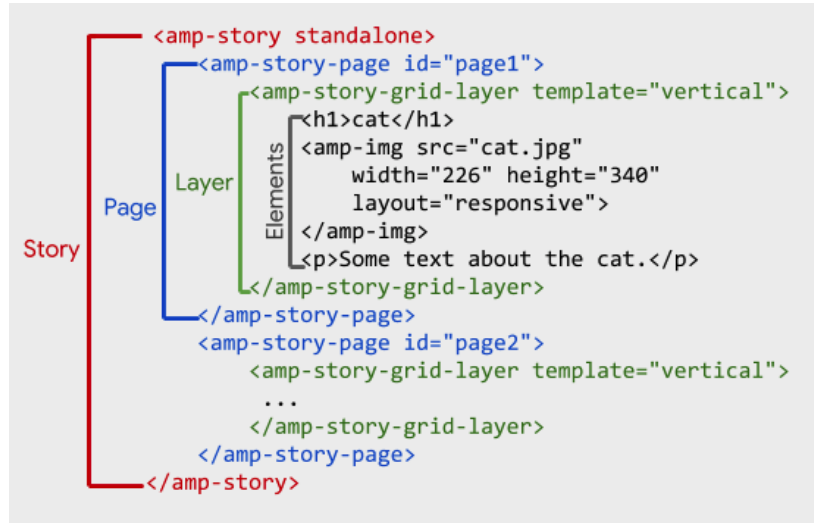 <amp-story standalone>
<amp-story-page id="page1">
<amp-story-grid-layer template="vertical">
<h1>cat</h1>
<amp-img src="cat.jpg"
width="226" height="340"
layout="responsive">
</amp-img>
<p>Some text about the cat.</p>
</amp-story-grid-layer>
</amp-story-page>
<amp-story-page id="page2">
<amp-story-grid-layer template="vertical">
...
</amp-story-grid-layer>
</amp-story-page>
</amp-story>
Story
Page
Layer
Elements